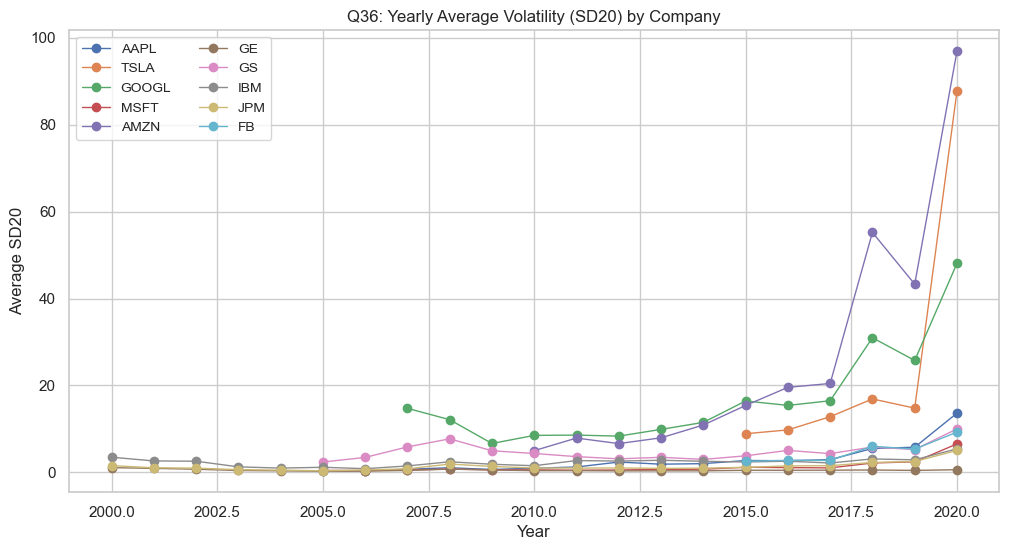 Q36: Yearly Average Volatility (SD20) by Company
100
80
60
40
20
0
Average SD20
AAPL
TSLA
GOOGL
MSFT
AMZN
GE
GS
IBM
JPM
FB
2000.0 2002.5 2005.0 2007.5 2010.0 2012.5 2015.0 2017.5 2020.0
Year